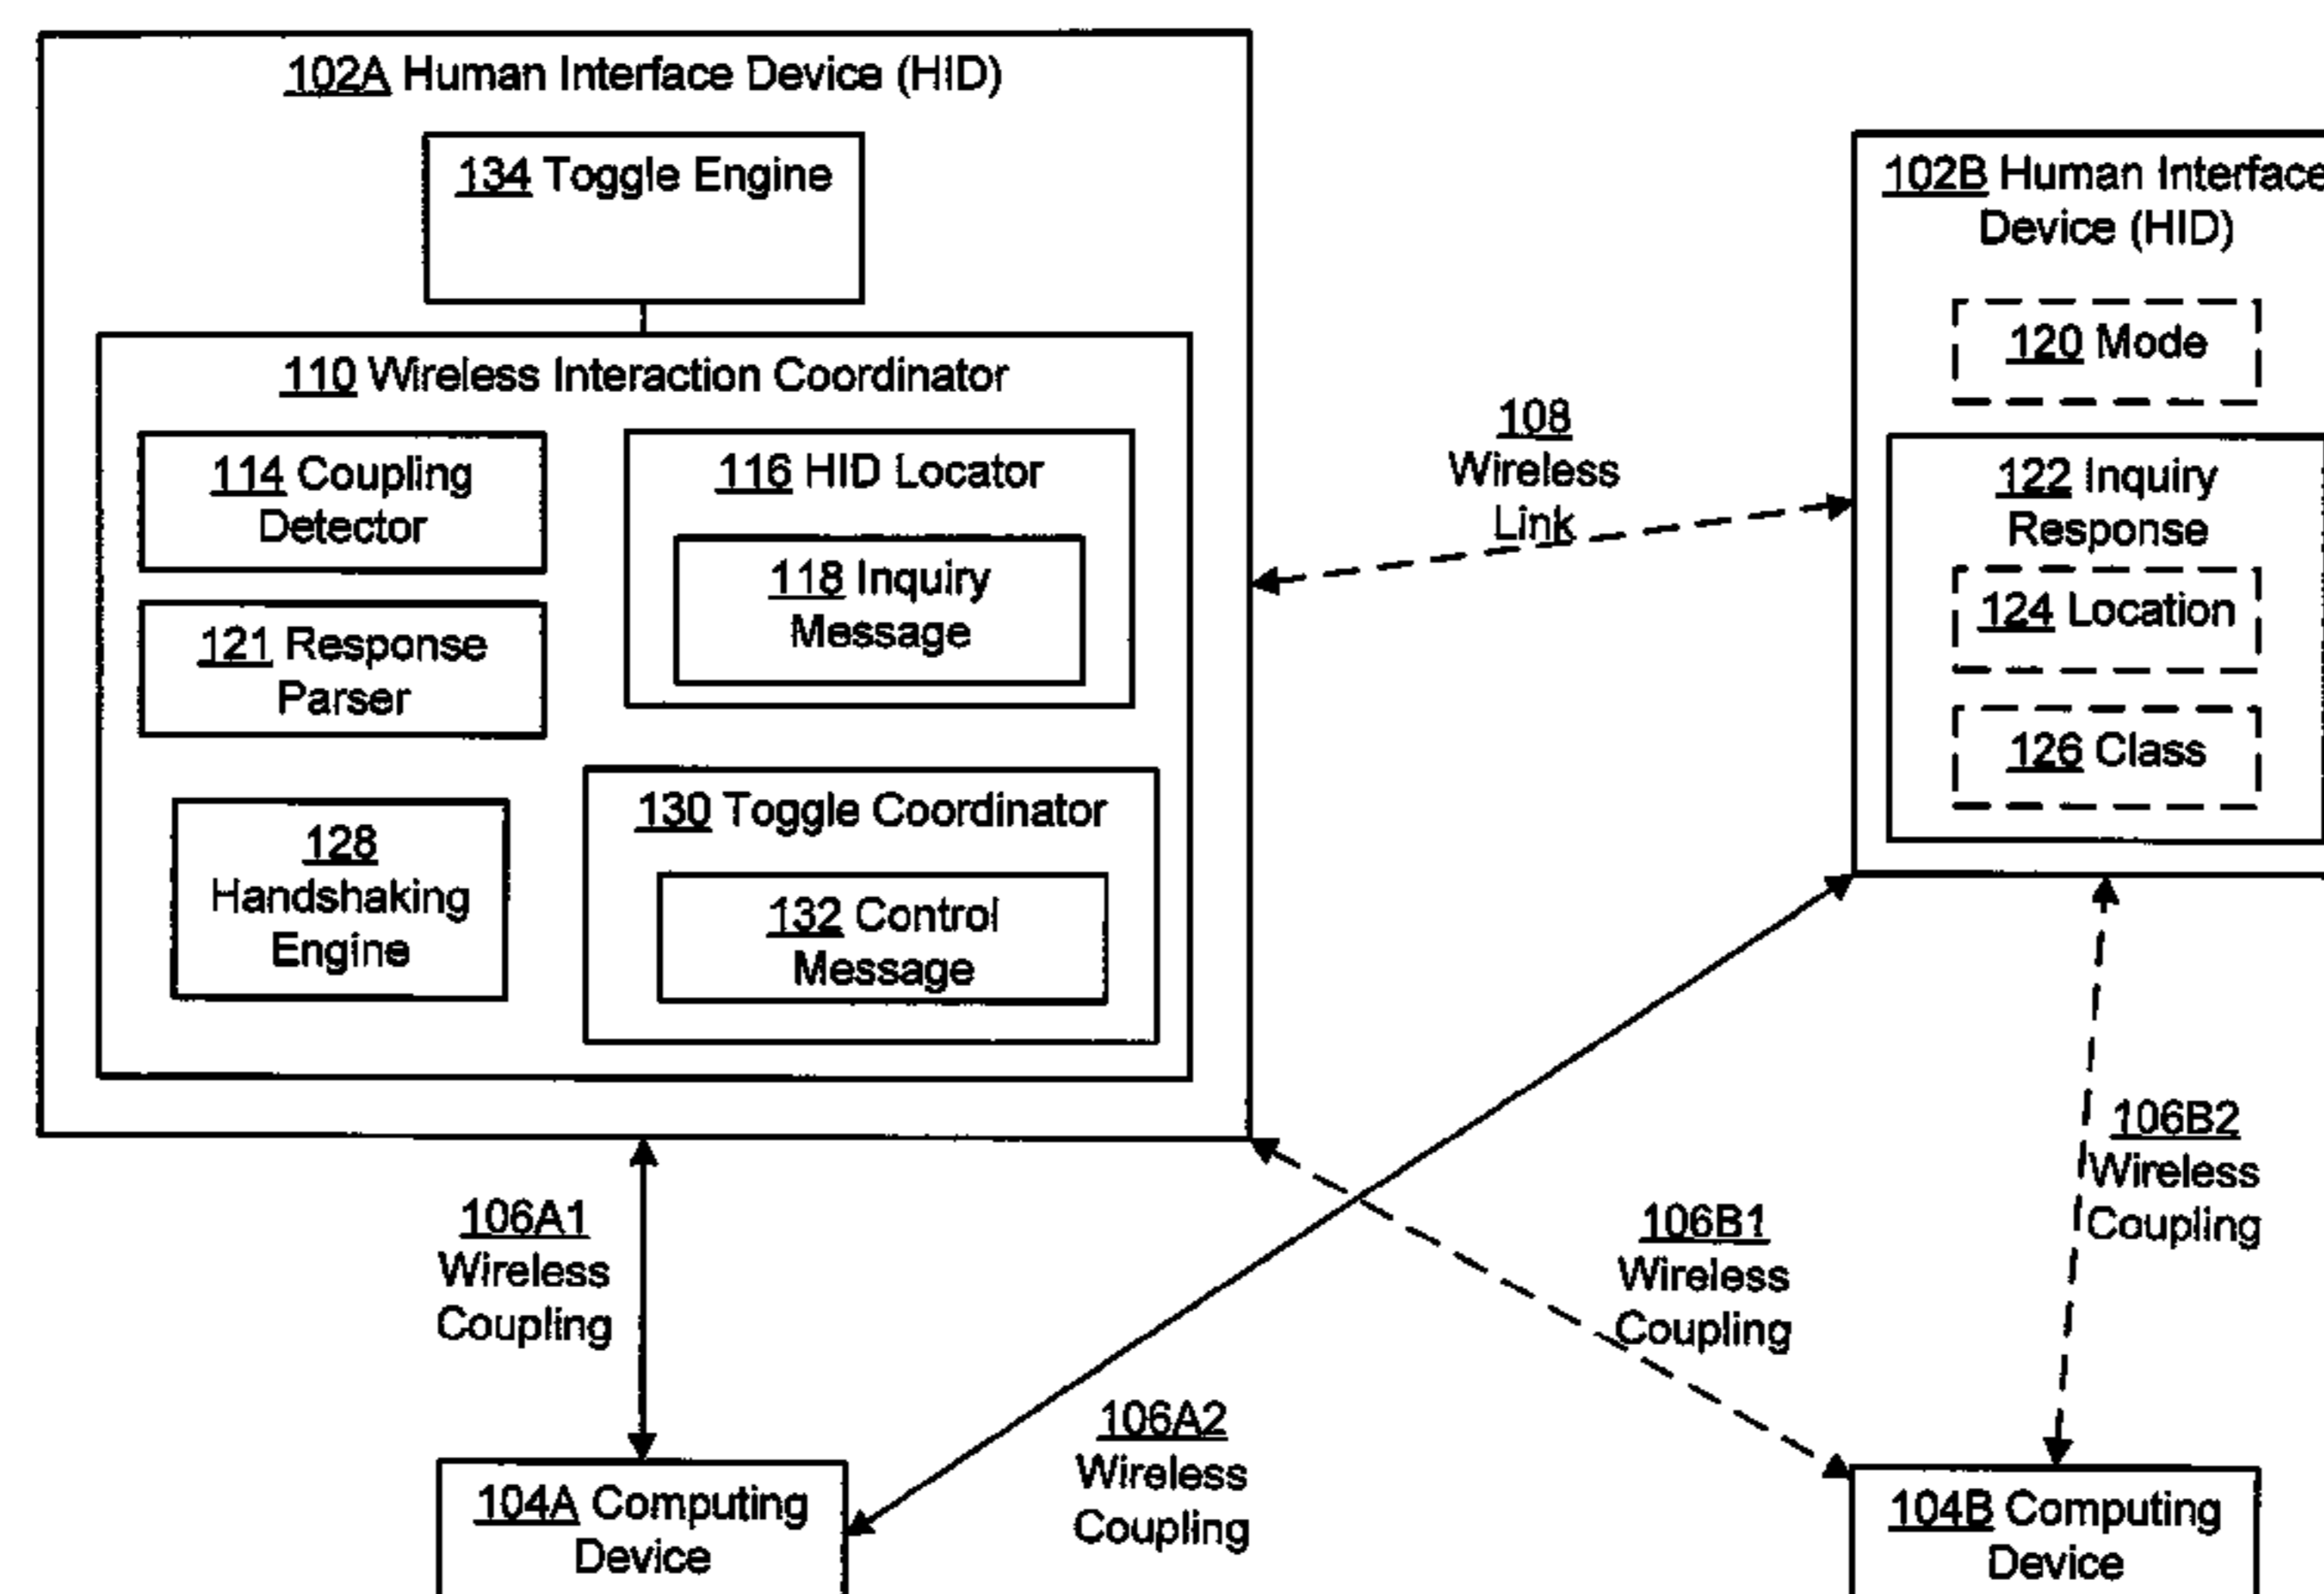 102A Human Interface Device (HID)
134 Toggle Engine
110 Wireless Interaction Coordinator
114 Coupling
Detector
116 HID Locator
118 Inquiry
Message
121 Response
Parser
128
Handshaking
Engine
130 Toggle Coordinator
132 Control
Message
108
Wireless
Link
102B Human Interface
Device (HID)
120 Mode
122 Inquiry
Response
124 Location
126 Class
106A1
Wireless
Coupling
106A2
Wireless
Coupling
106B1
Wireless
Coupling
106B2
Wireless
Coupling
104A Computing
Device
104B Computing
Device